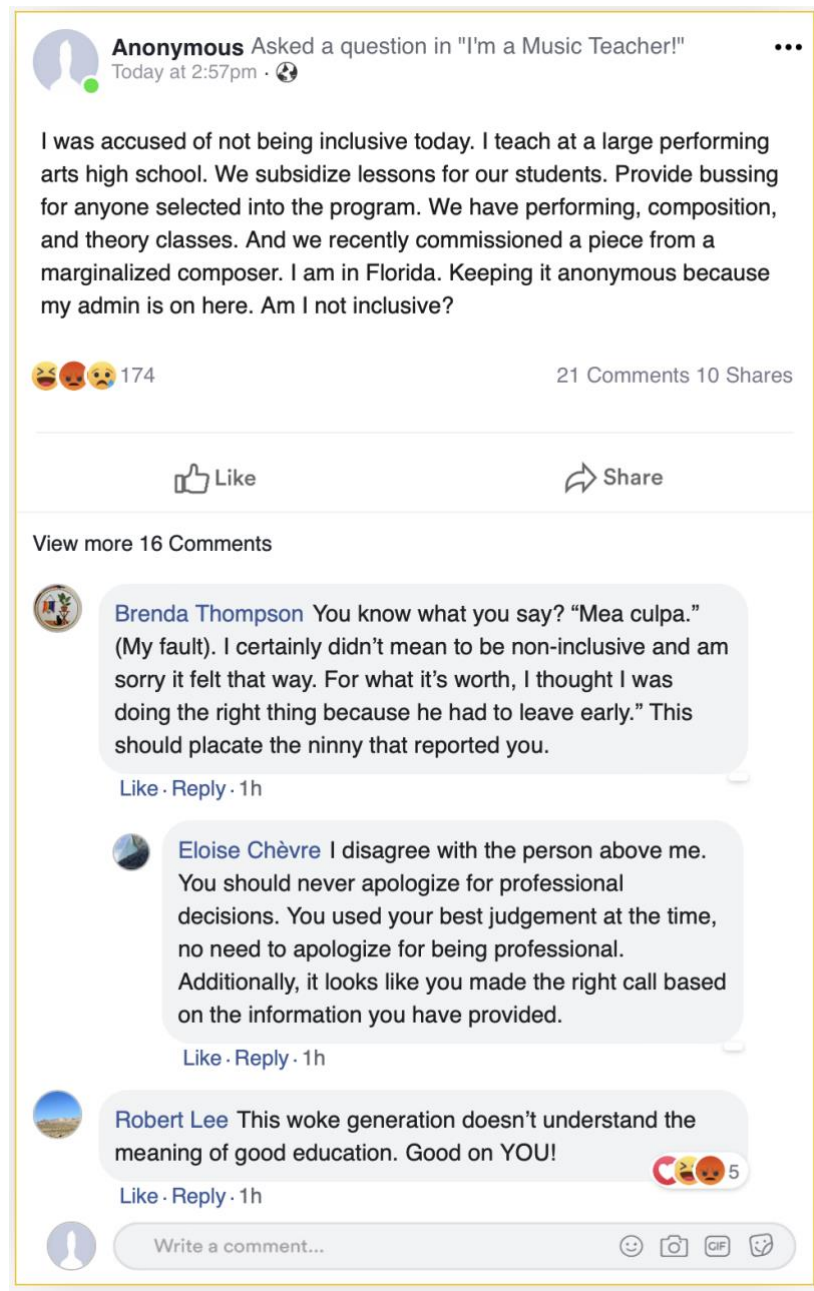 Anonymous Asked a question in "I'm a Music Teacher!"
Today at 2:57pm ·
I was accused of not being inclusive today. I teach at a large performing
arts high school. We subsidize lessons for our students. Provide bussing
for anyone selected into the program. We have performing, composition,
and theory classes. And we recently commissioned a piece from a
marginalized composer. I am in Florida. Keeping it anonymous because
my admin is on here. Am I not inclusive?
174
21 Comments 10 Shares
Like
Share
View more 16 Comments
Brenda Thompson You know what you say? “Mea culpa.”
(My fault). I certainly didn’t mean to be non-inclusive and am
sorry it felt that way. For what it’s worth, I thought I was
doing the right thing because he had to leave early.” This
should placate the ninny that reported you.
Like · Reply · 1h
Eloise Chèvre I disagree with the person above me.
You should never apologize for professional
decisions. You used your best judgement at the time,
no need to apologize for being professional.
Additionally, it looks like you made the right call based
on the information you have provided.
Like · Reply · 1h
Robert Lee This woke generation doesn’t understand the
meaning of good education. Good on YOU!
5
Like · Reply · 1h
Write a comment...
GIF